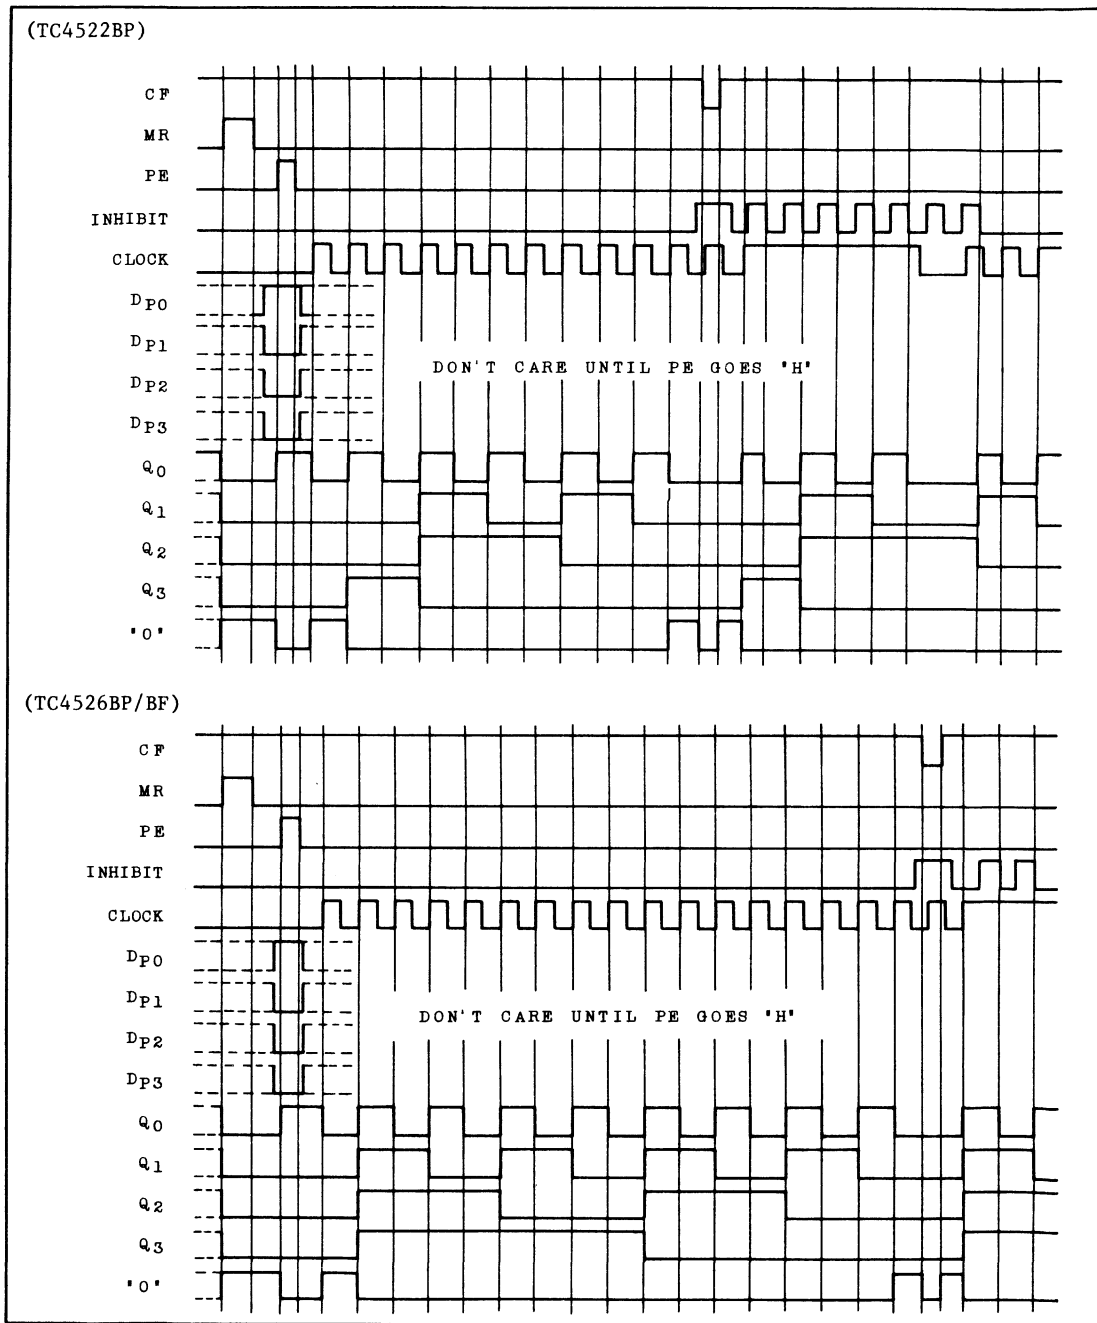 (TC4522BP)
CF
MR
PE
INHIBIT
CLOCK
DP0
DP1
DON'T CARE UNTIL PE GOES "H"
DP2
DP3
Q0
Q1
Q2
Q3
"0"
(TC4526BP/BF)
CF
MR
PE
INHIBIT
CLOCK
DP0
DP1
DON'T CARE UNTIL PE GOES "H"
DP2
DP3
Q0
Q1
Q2
Q3
"0"